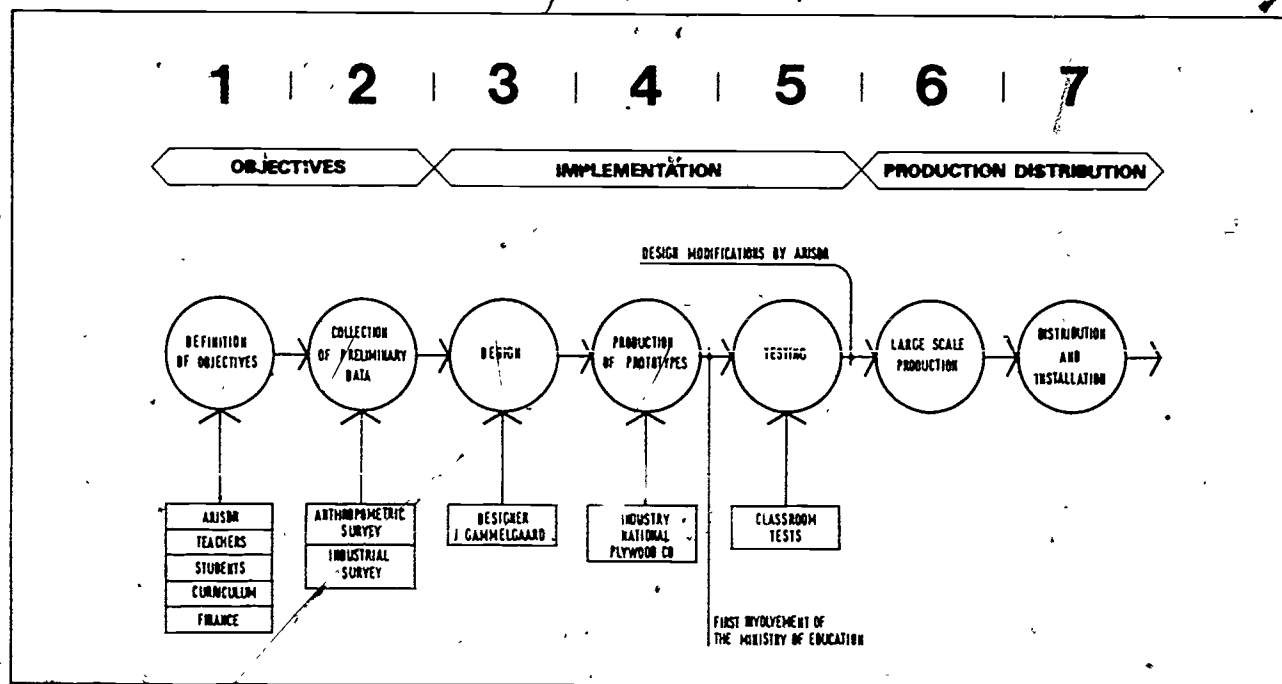 1 | 2 | 3 | 4 | 5 | 6 | 7
OBJECTIVES
IMPLEMENTATION
PRODUCTION DISTRIBUTION
DESIGN MODIFICATIONS BY ARISBR
DEFINITION
OF OBJECTIVES
COLLECTION
OF PRELIMINARY
DATA
DESIGN
PRODUCTION
OF PROTOTYPES
TESTING
LARGE SCALE
PRODUCTION
DISTRIBUTION
AND
INSTALLATION
ARISBR
TEACHERS
STUDENTS
CURRICULUM
FINANCE
ANTHROPOMETRIC
SURVEY
INDUSTRIAL
SURVEY
DESIGNER
J GAMMELGAARD
INDUSTRY
NATIONAL
PLYWOOD CO
CLASSROOM
TESTS
FIRST INVOLVEMENT OF
THE MINISTRY OF EDUCATION